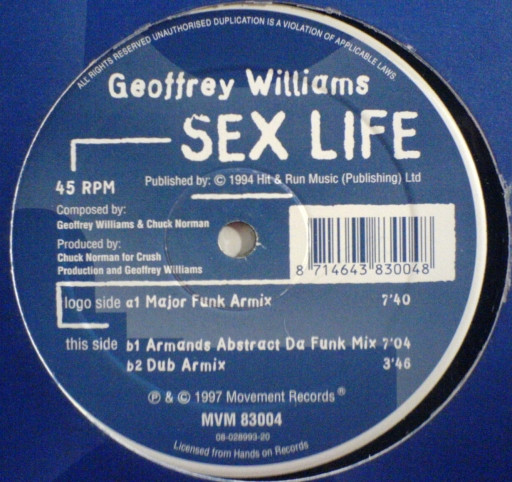 ALL RIGHTS RESERVED UNAUTHORISED DUPLICATION IS A VIOLATION OF APPLICABLE LAWS.
Geoffrey Williams
SEX LIFE
45 RPM
Published by: © 1994 Hit & Run Music (Publishing) Ltd
Composed by:
Geoffrey Williams & Chuck Norman
Produced by:
Chuck Norman for Crush
Production and Geoffrey Williams
8 714643 830048
logo side a1 Major Funk Armix 7'40
this side b1 Armands Abstract Da Funk Mix 7'04
b2 Dub Armix 3'46
℗ & © 1997 Movement Records ®
MVM 83004
08-028993-20
Licensed from Hands on Records